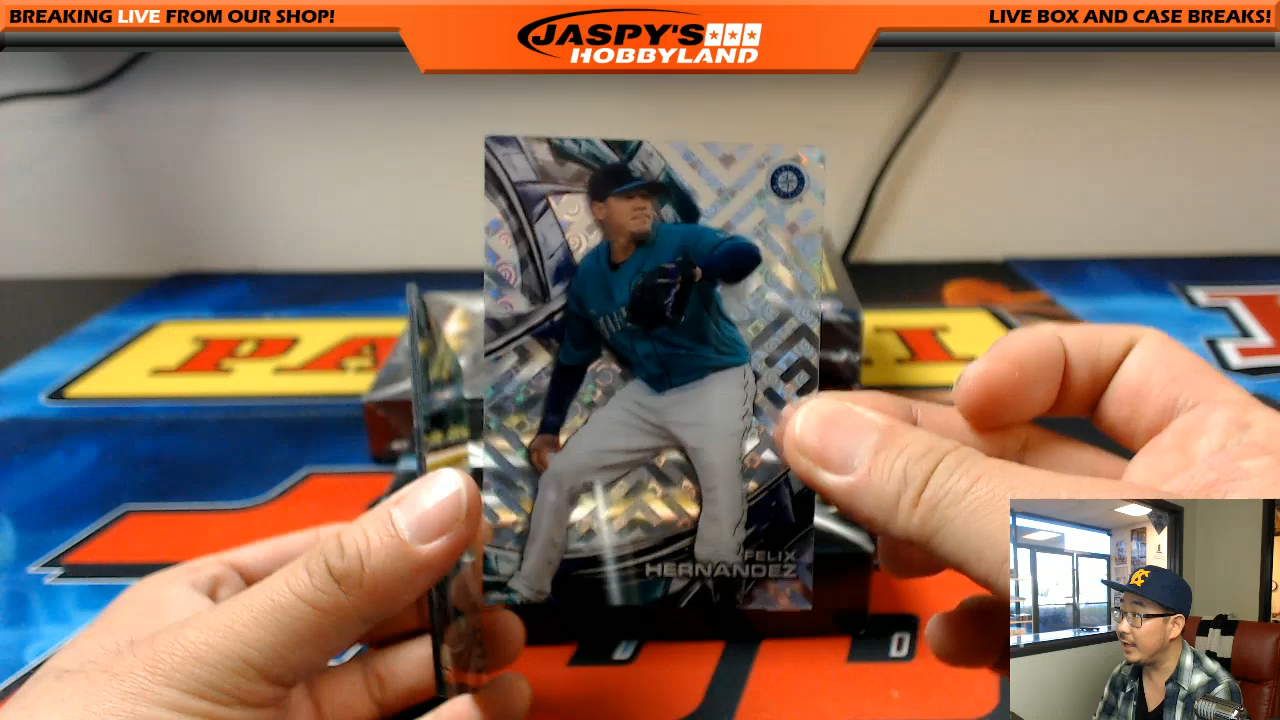 BREAKING LIVE FROM OUR SHOP!
JASPY'S
HOBBYLAND
LIVE BOX AND CASE BREAKS!
FELIX
HERNANDEZ